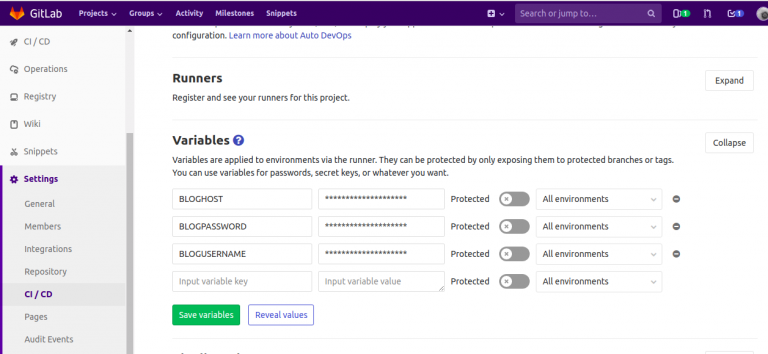 GitLab Projects Groups Activity Milestones Snippets Search or jump to... 1 1
configuration. Learn more about Auto DevOps
CI / CD
Operations
Registry
Wiki
Snippets
Settings
General
Members
Integrations
Repository
CI / CD
Pages
Audit Events
Runners
Expand
Register and see your runners for this project.
Variables ?
Collapse
Variables are applied to environments via the runner. They can be protected by only exposing them to protected branches or tags.
You can use variables for passwords, secret keys, or whatever you want.
BLOGHOST ******************** Protected All environments
BLOGPASSWORD ******************** Protected All environments
BLOGUSERNAME ******************** Protected All environments
Input variable key Input variable value Protected All environments
Save variables Reveal values